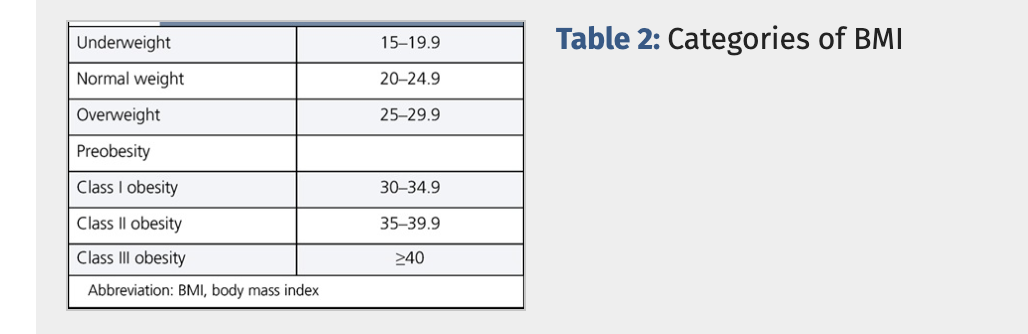 Underweight 15–19.9
Normal weight 20–24.9
Overweight 25–29.9
Preobesity
Class I obesity 30–34.9
Class II obesity 35–39.9
Class III obesity ≥40
Abbreviation: BMI, body mass index
Table 2: Categories of BMI